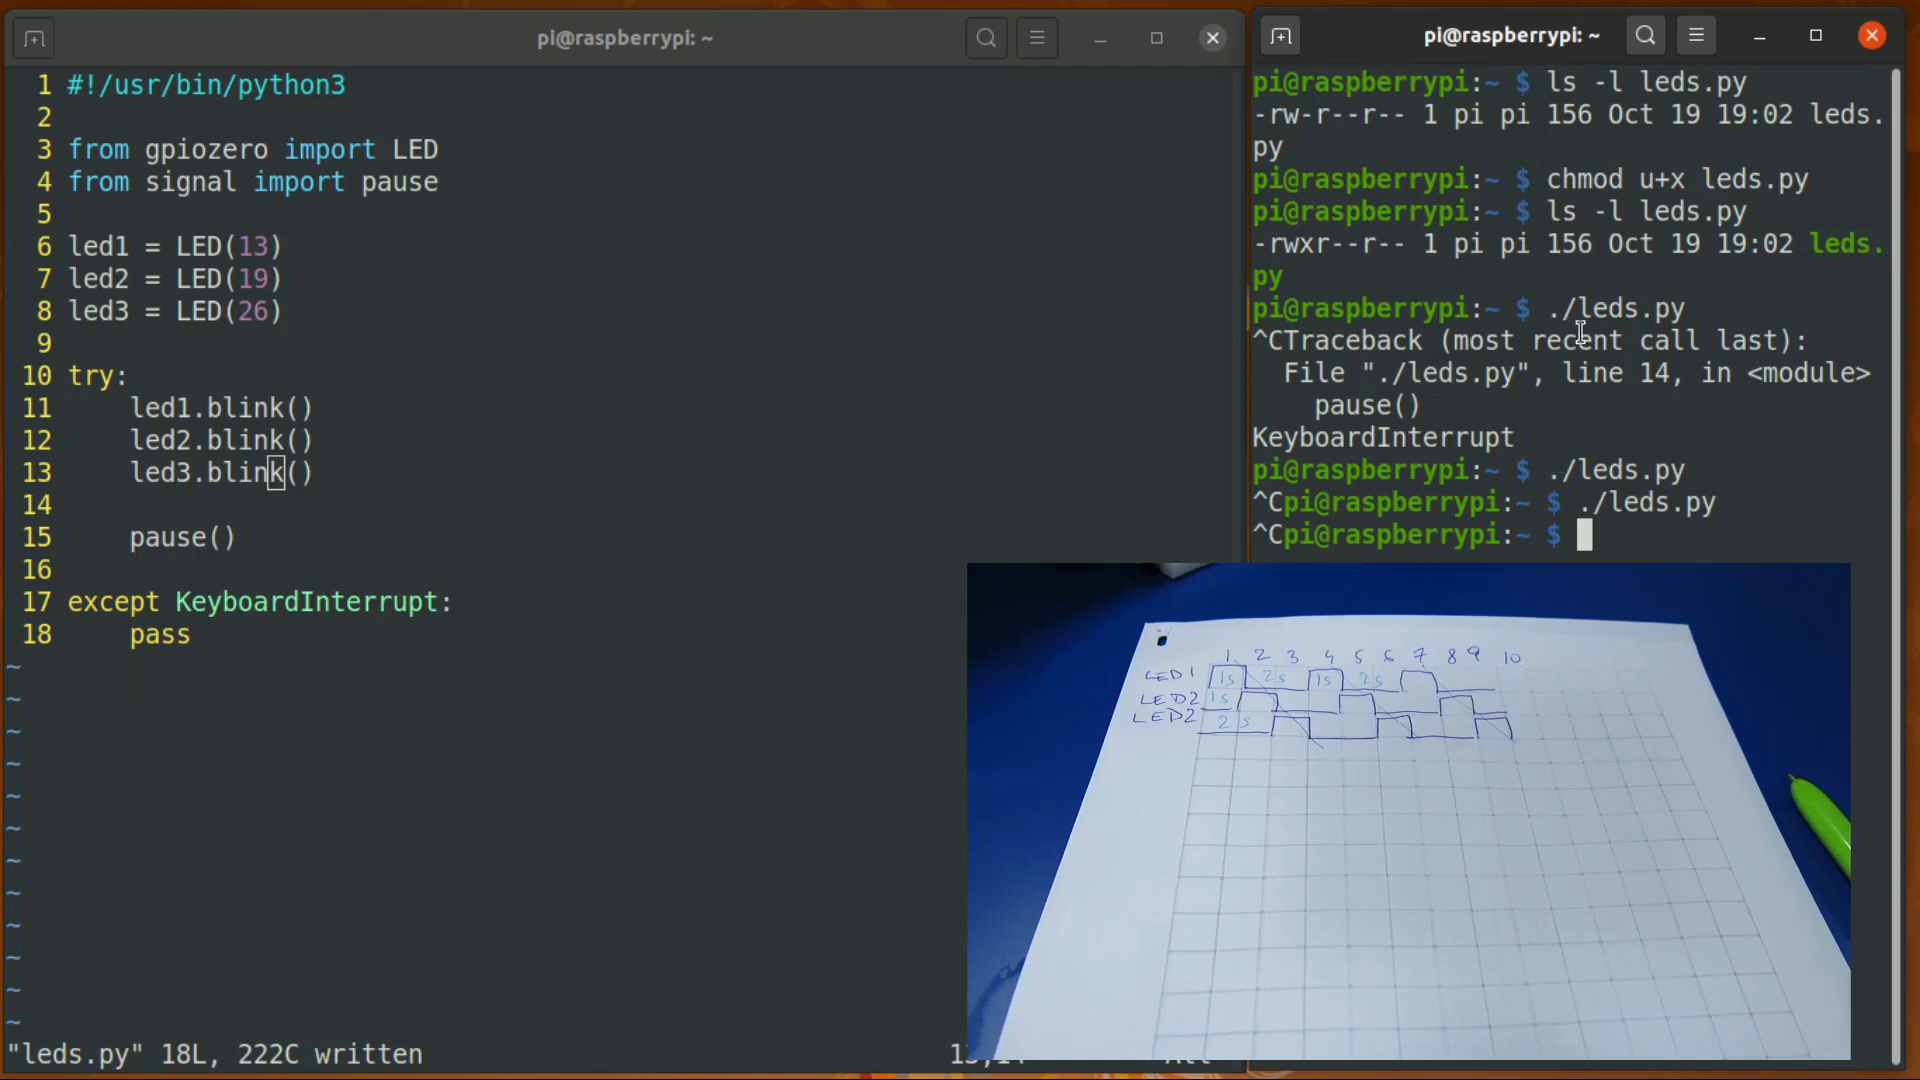 pi@raspberrypi: ~
1 #!/usr/bin/python3
2
3 from gpiozero import LED
4 from signal import pause
5
6 led1 = LED(13)
7 led2 = LED(19)
8 led3 = LED(26)
9
10 try:
11     led1.blink()
12     led2.blink()
13     led3.blink()
14
15     pause()
16
17 except KeyboardInterrupt:
18     pass
~
~
~
~
~
~
~
~
~
~
~
~
"leds.py" 18L, 222C written
pi@raspberrypi: ~
pi@raspberrypi:~ $ ls -l leds.py
-rw-r--r-- 1 pi pi 156 Oct 19 19:02 leds.
py
pi@raspberrypi:~ $ chmod u+x leds.py
pi@raspberrypi:~ $ ls -l leds.py
-rwxr--r-- 1 pi pi 156 Oct 19 19:02 leds.
py
pi@raspberrypi:~ $ ./leds.py
^CTraceback (most recent call last):
  File "./leds.py", line 14, in <module>
    pause()
KeyboardInterrupt
pi@raspberrypi:~ $ ./leds.py
^Cpi@raspberrypi:~ $ ./leds.py
^Cpi@raspberrypi:~ $
1 2 3 4 5 6 7 8 9 10
LED1 1s 2s 1s 2s
LED2 1s
LED2 2s